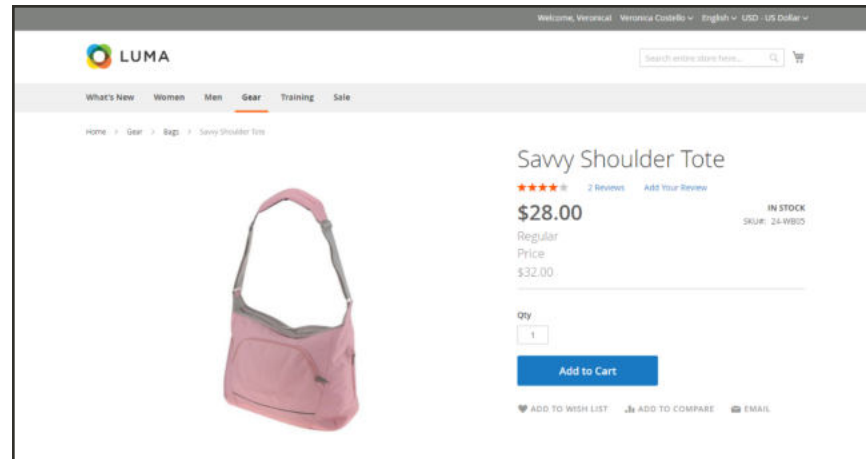 Welcome, Veronica! Veronica Costello English USD - US Dollar
LUMA
Search entire store here...
What's New Women Men Gear Training Sale
Home > Gear > Bags > Savvy Shoulder Tote
Savvy Shoulder Tote
2 Reviews Add Your Review
$28.00
IN STOCK
SKU#: 24-WB05
Regular
Price
$32.00
Qty
1
Add to Cart
ADD TO WISH LIST ADD TO COMPARE EMAIL